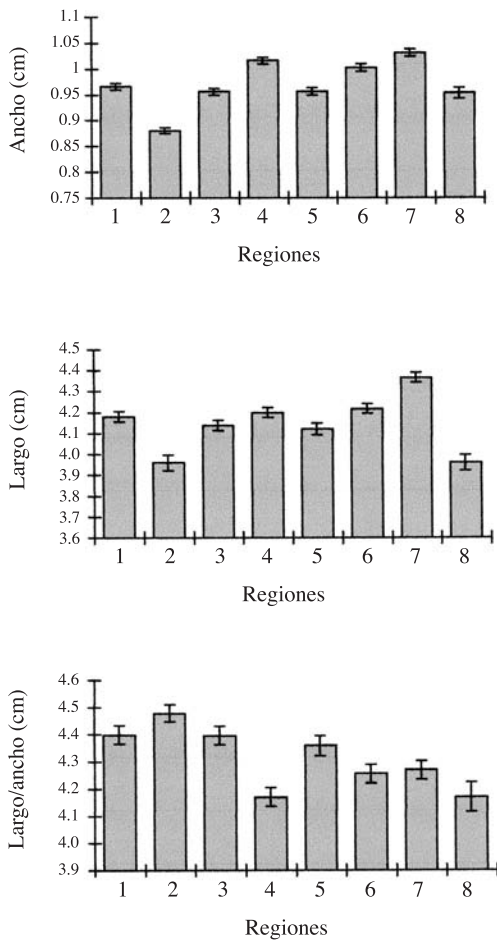 Ancho (cm)
1.1
1.05
1
0.95
0.9
0.85
0.8
0.75
1 2 3 4 5 6 7 8
Regiones
Largo (cm)
4.5
4.4
4.3
4.2
4.1
4.0
3.9
3.8
3.7
3.6
1 2 3 4 5 6 7 8
Regiones
Largo/ancho (cm)
4.6
4.5
4.4
4.3
4.2
4.1
4.0
3.9
1 2 3 4 5 6 7 8
Regiones